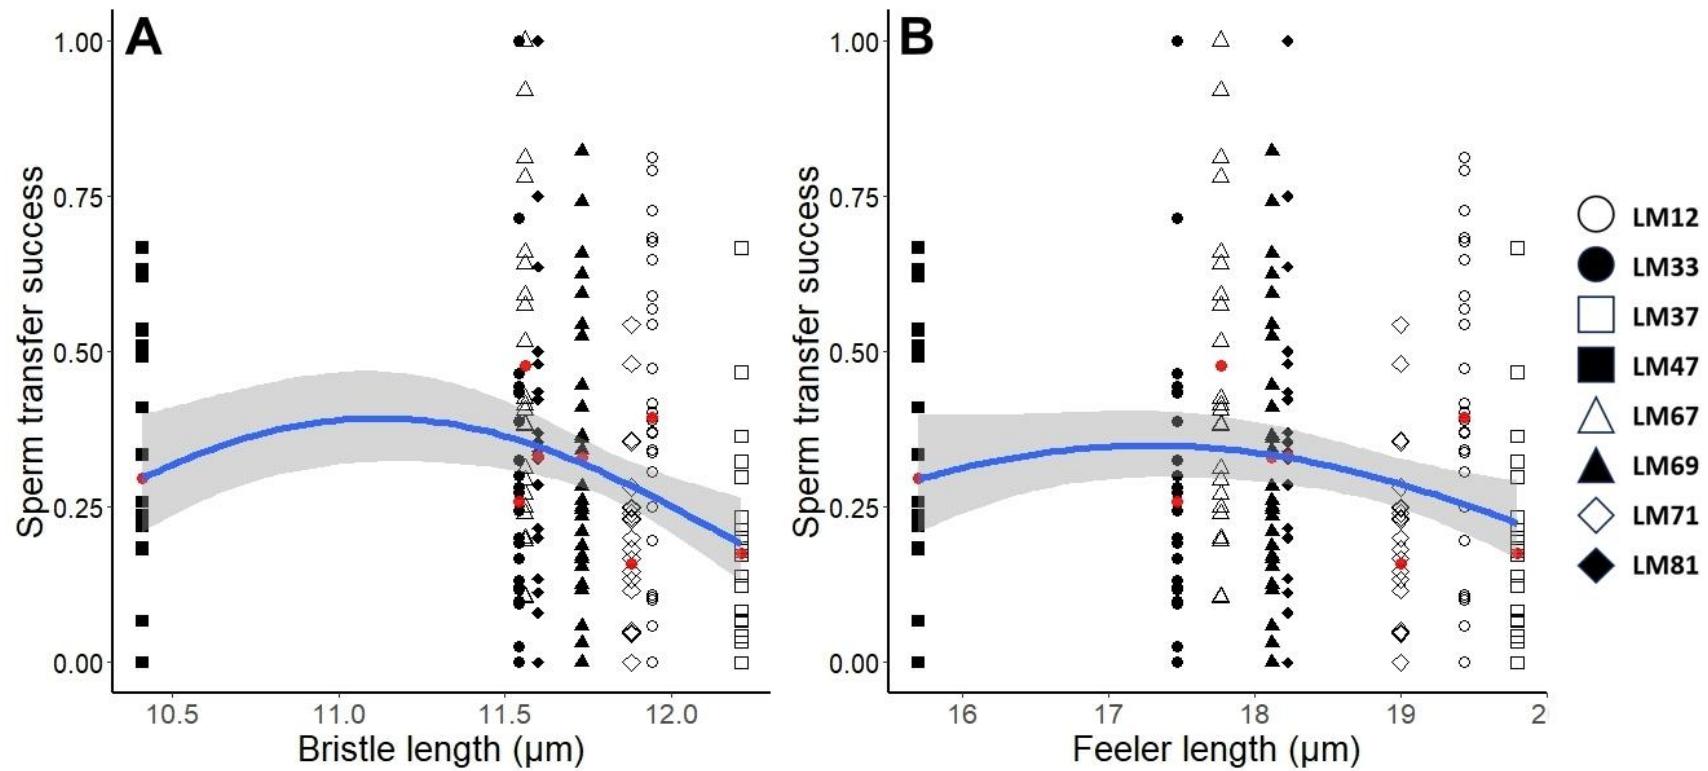 A
Sperm transfer success
1.00
0.75
0.50
0.25
0.00
10.5 11.0 11.5 12.0
Bristle length (μm)
B
Sperm transfer success
1.00
0.75
0.50
0.25
0.00
16 17 18 19 2
Feeler length (μm)
LM12
LM33
LM37
LM47
LM67
LM69
LM71
LM81